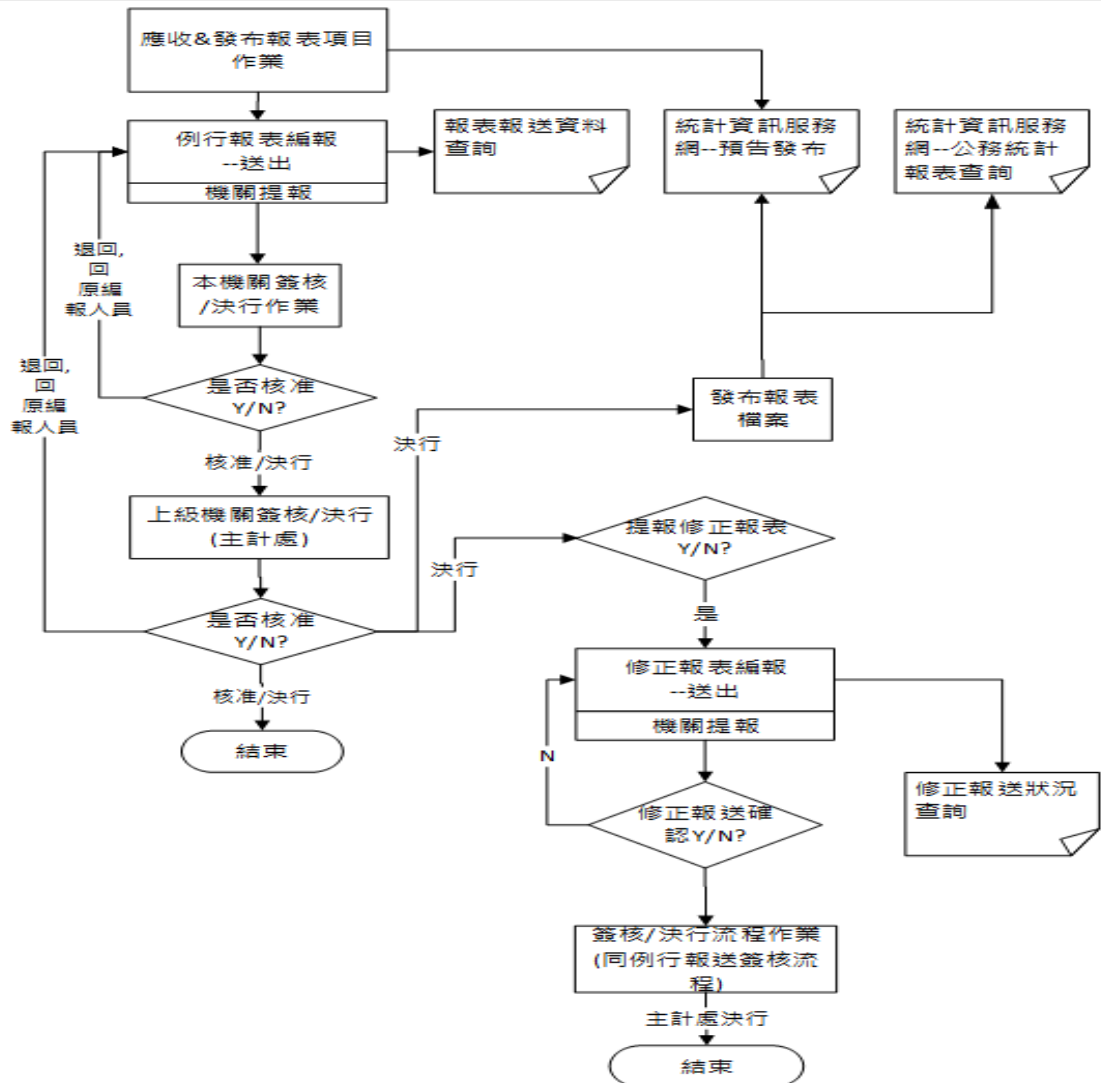 應收&發布報表項目
作業
例行報表編報
--送出
機關提報
報表報送資料
查詢
統計資訊服務
網--預告發布
統計資訊服務
網--公務統計
報表查詢
退回,
回
原編
報人員
本機關簽核
/決行作業
退回,
回
原編
報人員
是否核准
Y/N?
發布報表
檔案
決行
核准/決行
上級機關簽核/決行
(主計處)
提報修正報表
Y/N?
決行
是否核准
Y/N?
是
核准/決行
結束
修正報表編報
--送出
機關提報
N
修正報送狀況
查詢
修正報送確
認Y/N?
簽核/決行流程作業
(同例行報送簽核流
程)
主計處決行
結束